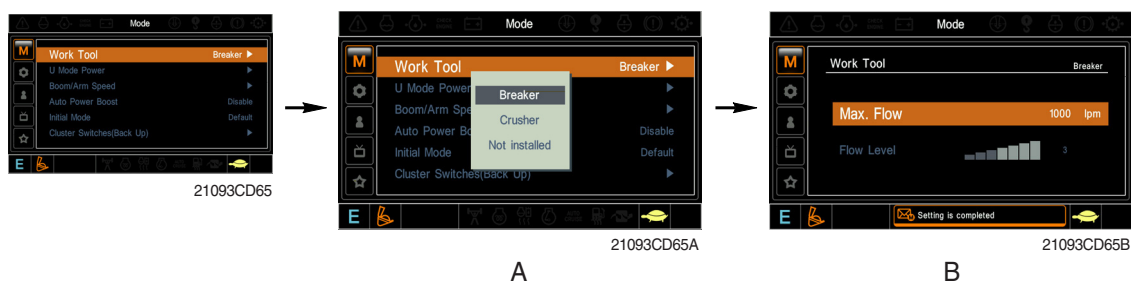 Mode
M
Work Tool Breaker
U Mode Power
Boom/Arm Speed
Auto Power Boost Disable
Initial Mode Default
Cluster Switches(Back Up)
E
21093CD65
Mode
M
Work Tool Breaker
U Mode Power
Boom/Arm Spe
Auto Power Bo Disable
Initial Mode Default
Cluster Switches(Back Up)
Breaker
Crusher
Not installed
E
21093CD65A
A
Mode
M
Work Tool Breaker
Max. Flow 1000 lpm
Flow Level 3
E
Setting is completed
21093CD65B
B